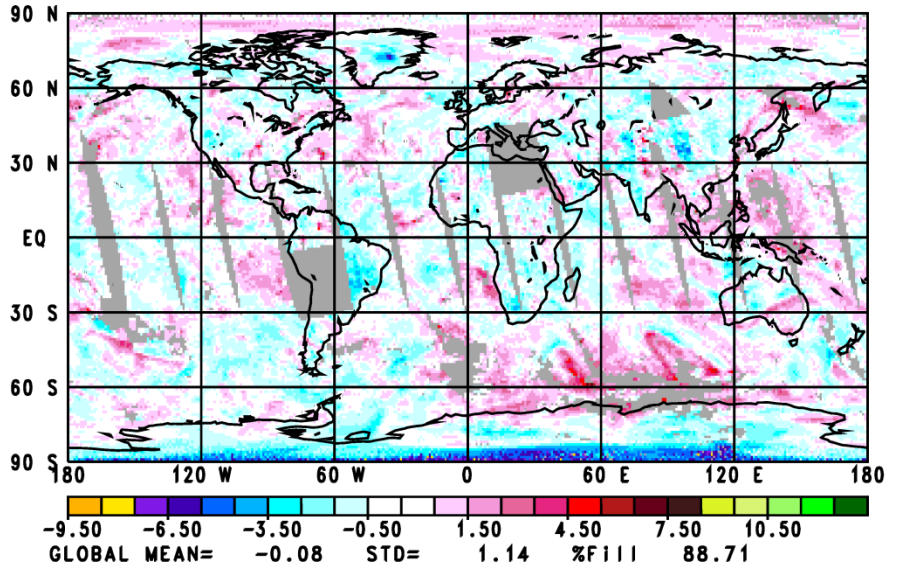 90 N
60 N
30 N
EQ
30 S
60 S
90 S
180 120 W 60 W 0 60 E 120 E 180
-9.50 -6.50 -3.50 -0.50 1.50 4.50 7.50 10.50
GLOBAL MEAN= -0.08 STD= 1.14 %Fill 88.71